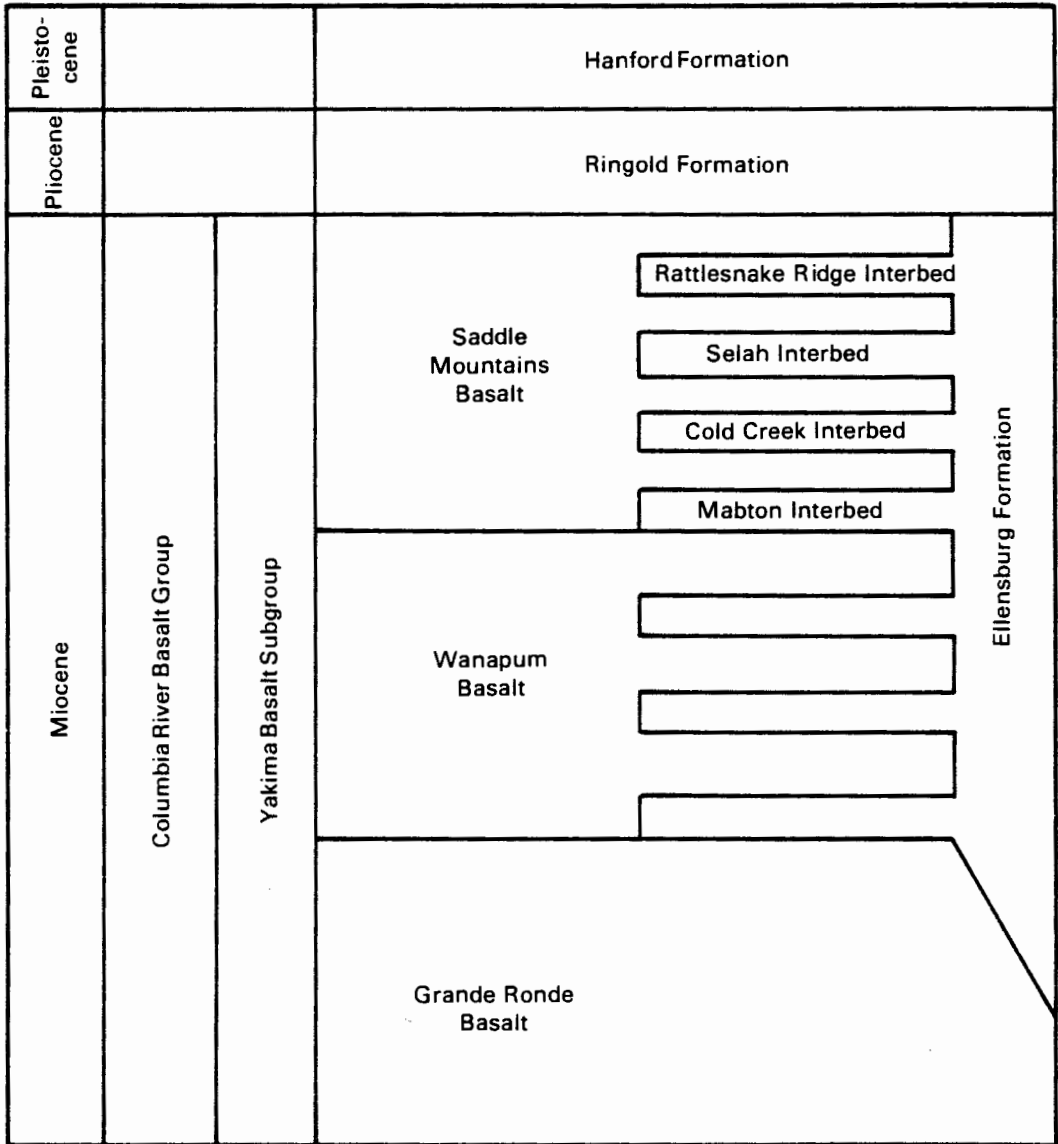 Pleisto-
cene
Hanford Formation
Pliocene
Ringold Formation
Miocene
Columbia River Basalt Group
Yakima Basalt Subgroup
Saddle
Mountains
Basalt
Rattlesnake Ridge Interbed
Selah Interbed
Cold Creek Interbed
Mabton Interbed
Ellensburg Formation
Wanapum
Basalt
Grande Ronde
Basalt